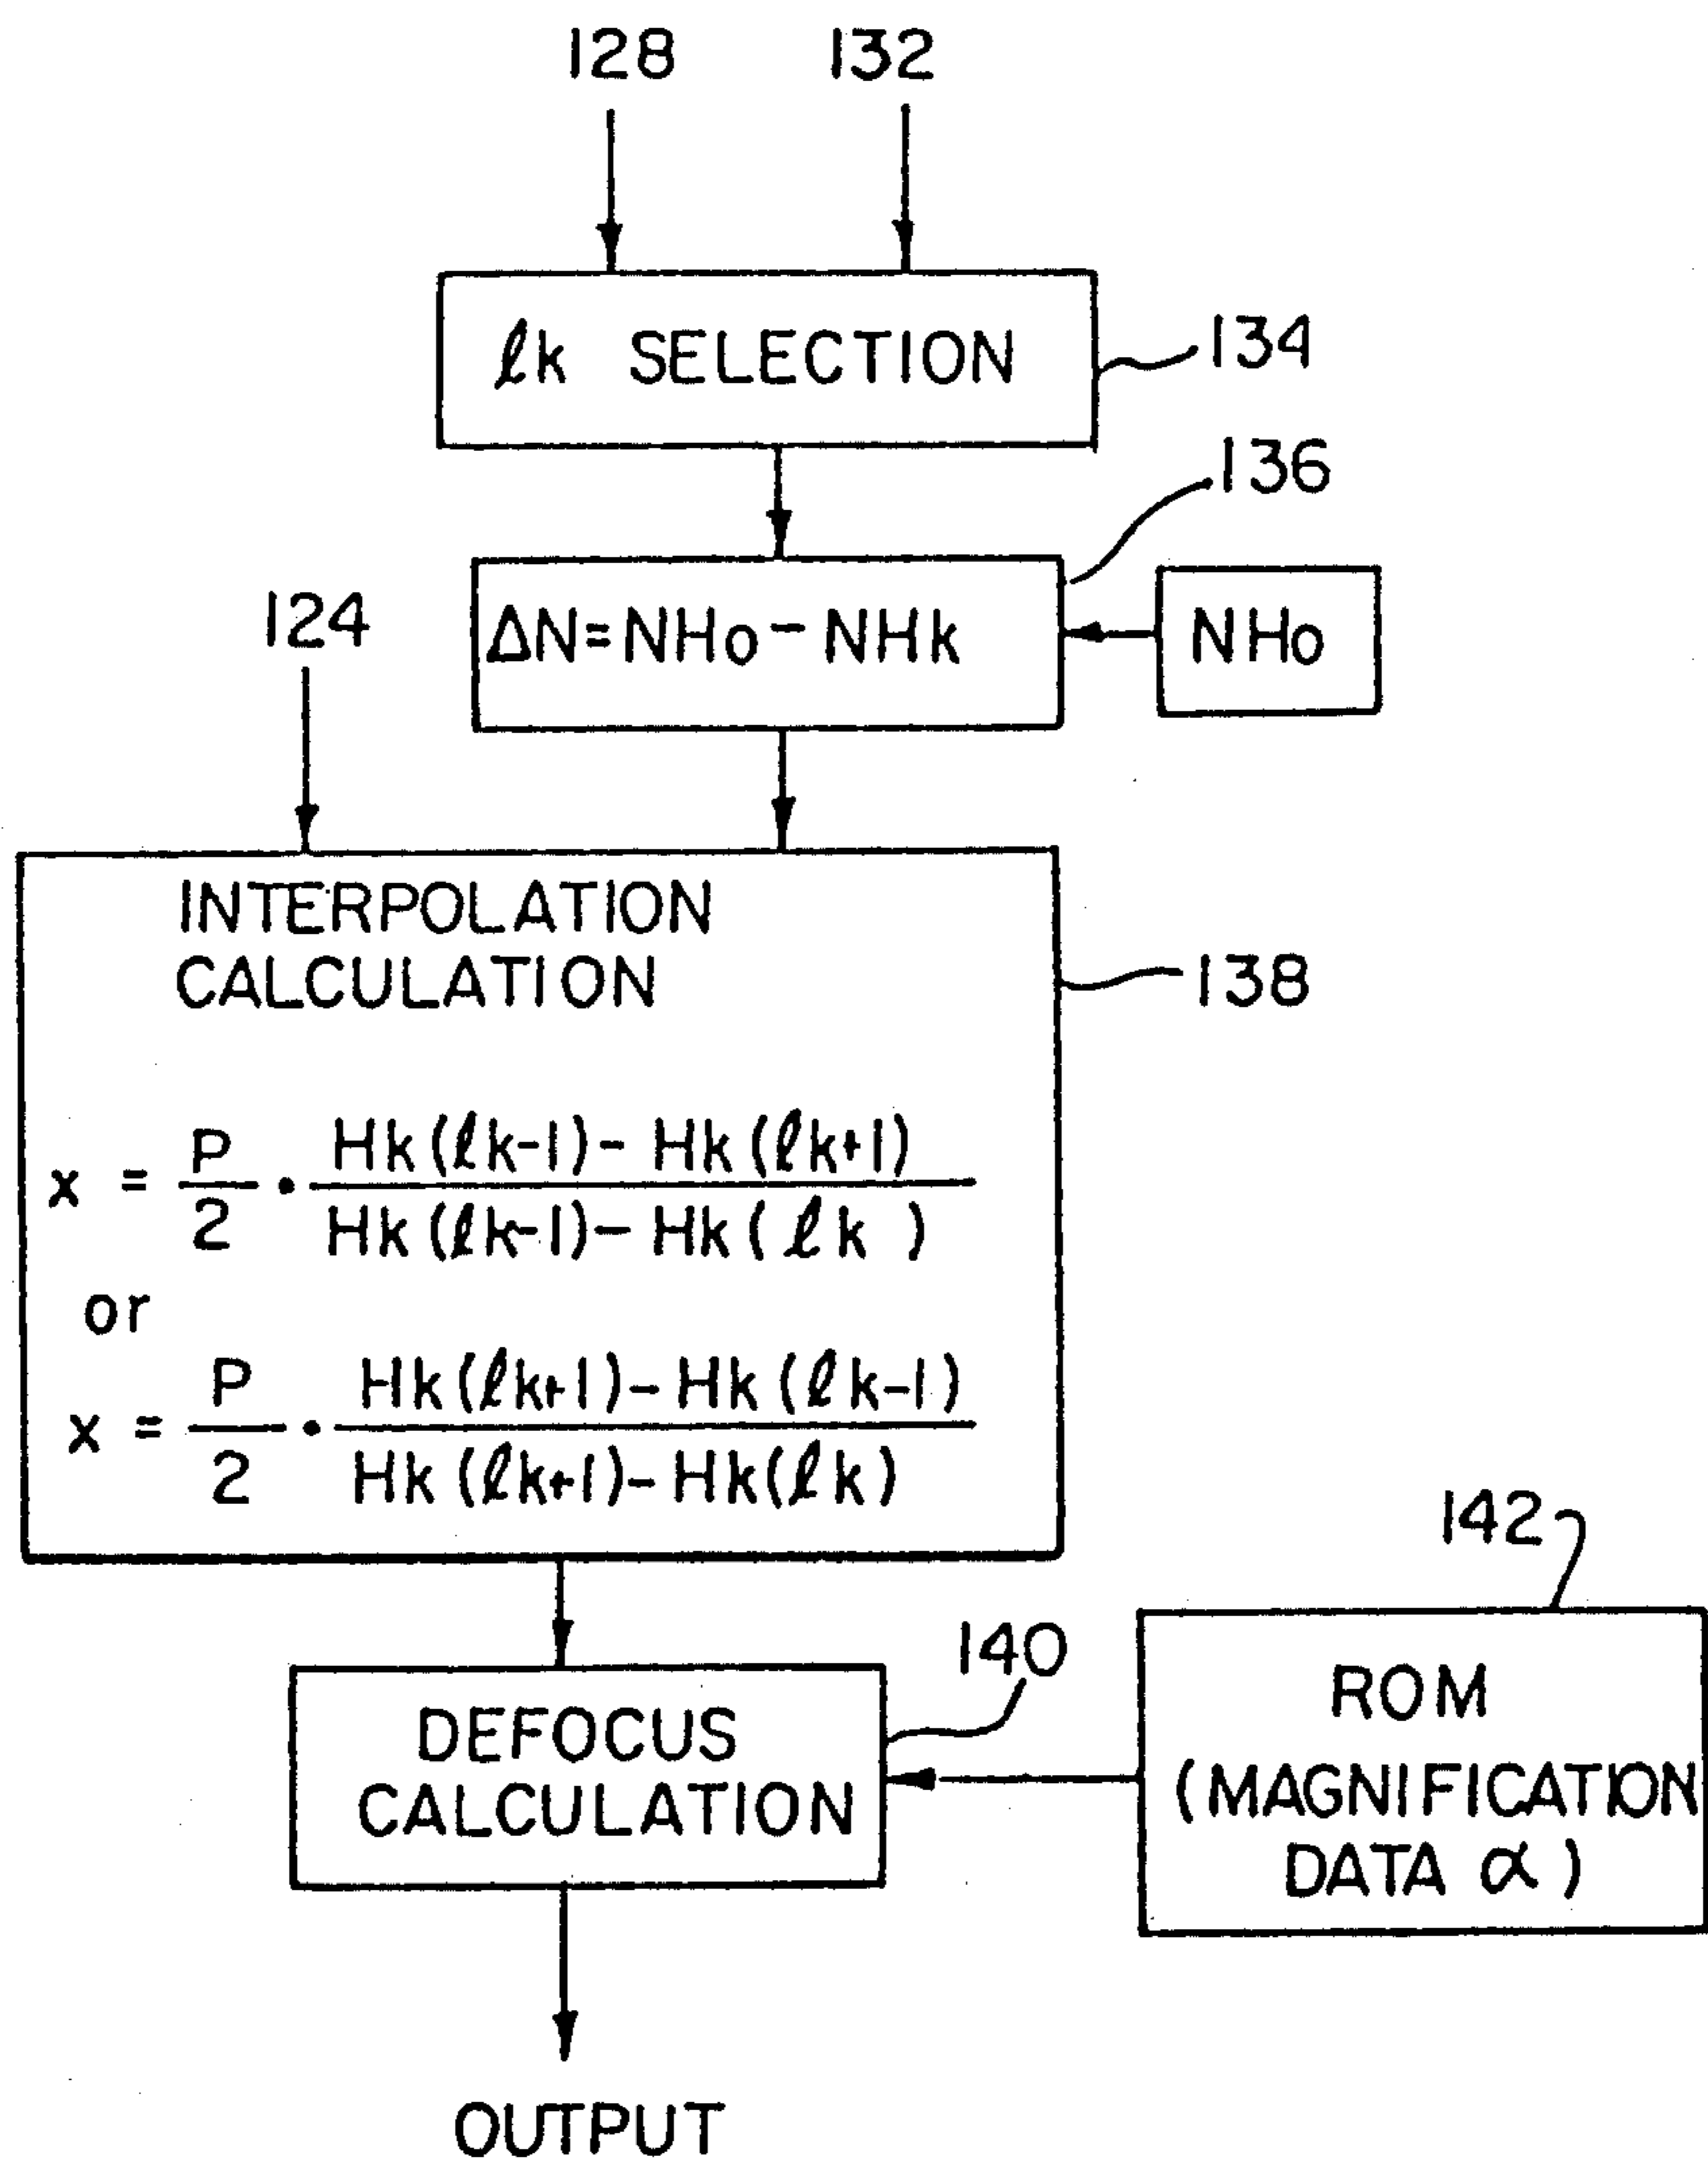 128 132
ℓk SELECTION
134
136
ΔN=NHo-NHk
NHo
124
INTERPOLATION
CALCULATION
138
x = P/2 • Hk(ℓk-1)-Hk(ℓk+1) / Hk(ℓk-1)-Hk(ℓk)
or
x = P/2 • Hk(ℓk+1)-Hk(ℓk-1) / Hk(ℓk+1)-Hk(ℓk)
142
140
DEFOCUS
CALCULATION
ROM
(MAGNIFICATION
DATA α)
OUTPUT